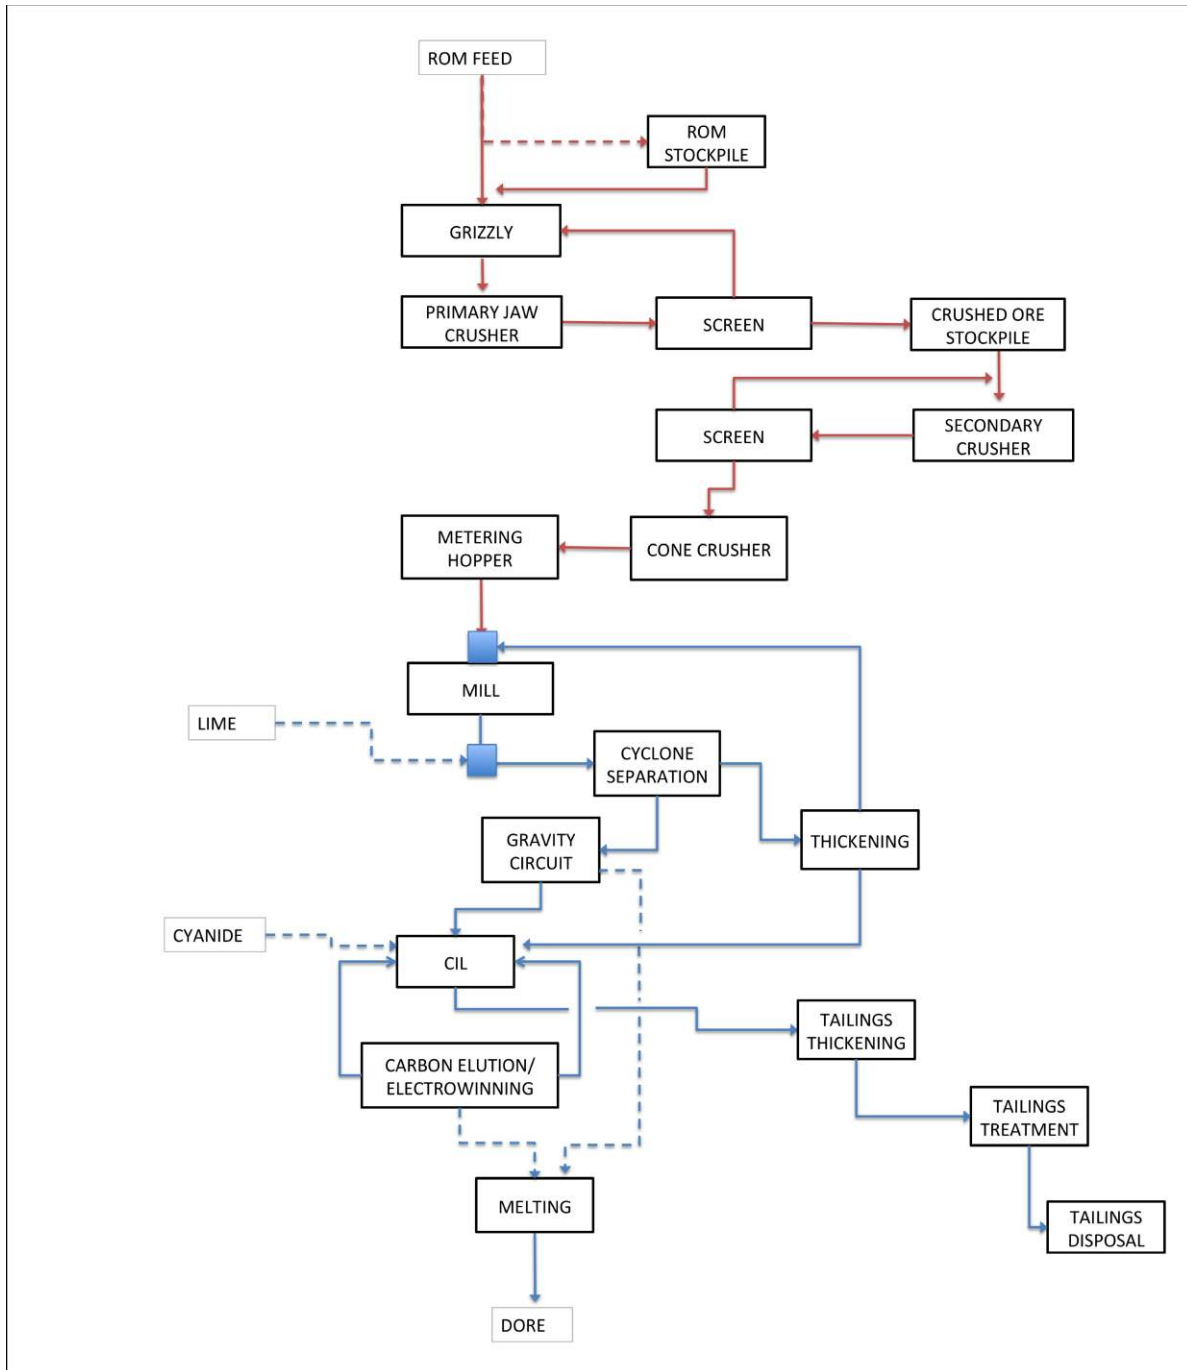 ROM FEED
ROM
STOCKPILE
GRIZZLY
PRIMARY JAW
CRUSHER
SCREEN
CRUSHED ORE
STOCKPILE
SCREEN
SECONDARY
CRUSHER
METERING
HOPPER
CONE CRUSHER
MILL
LIME
CYCLONE
SEPARATION
GRAVITY
CIRCUIT
THICKENING
CYANIDE
CIL
TAILINGS
THICKENING
CARBON ELUTION/
ELECTROWINNING
TAILINGS
TREATMENT
MELTING
TAILINGS
DISPOSAL
DORE